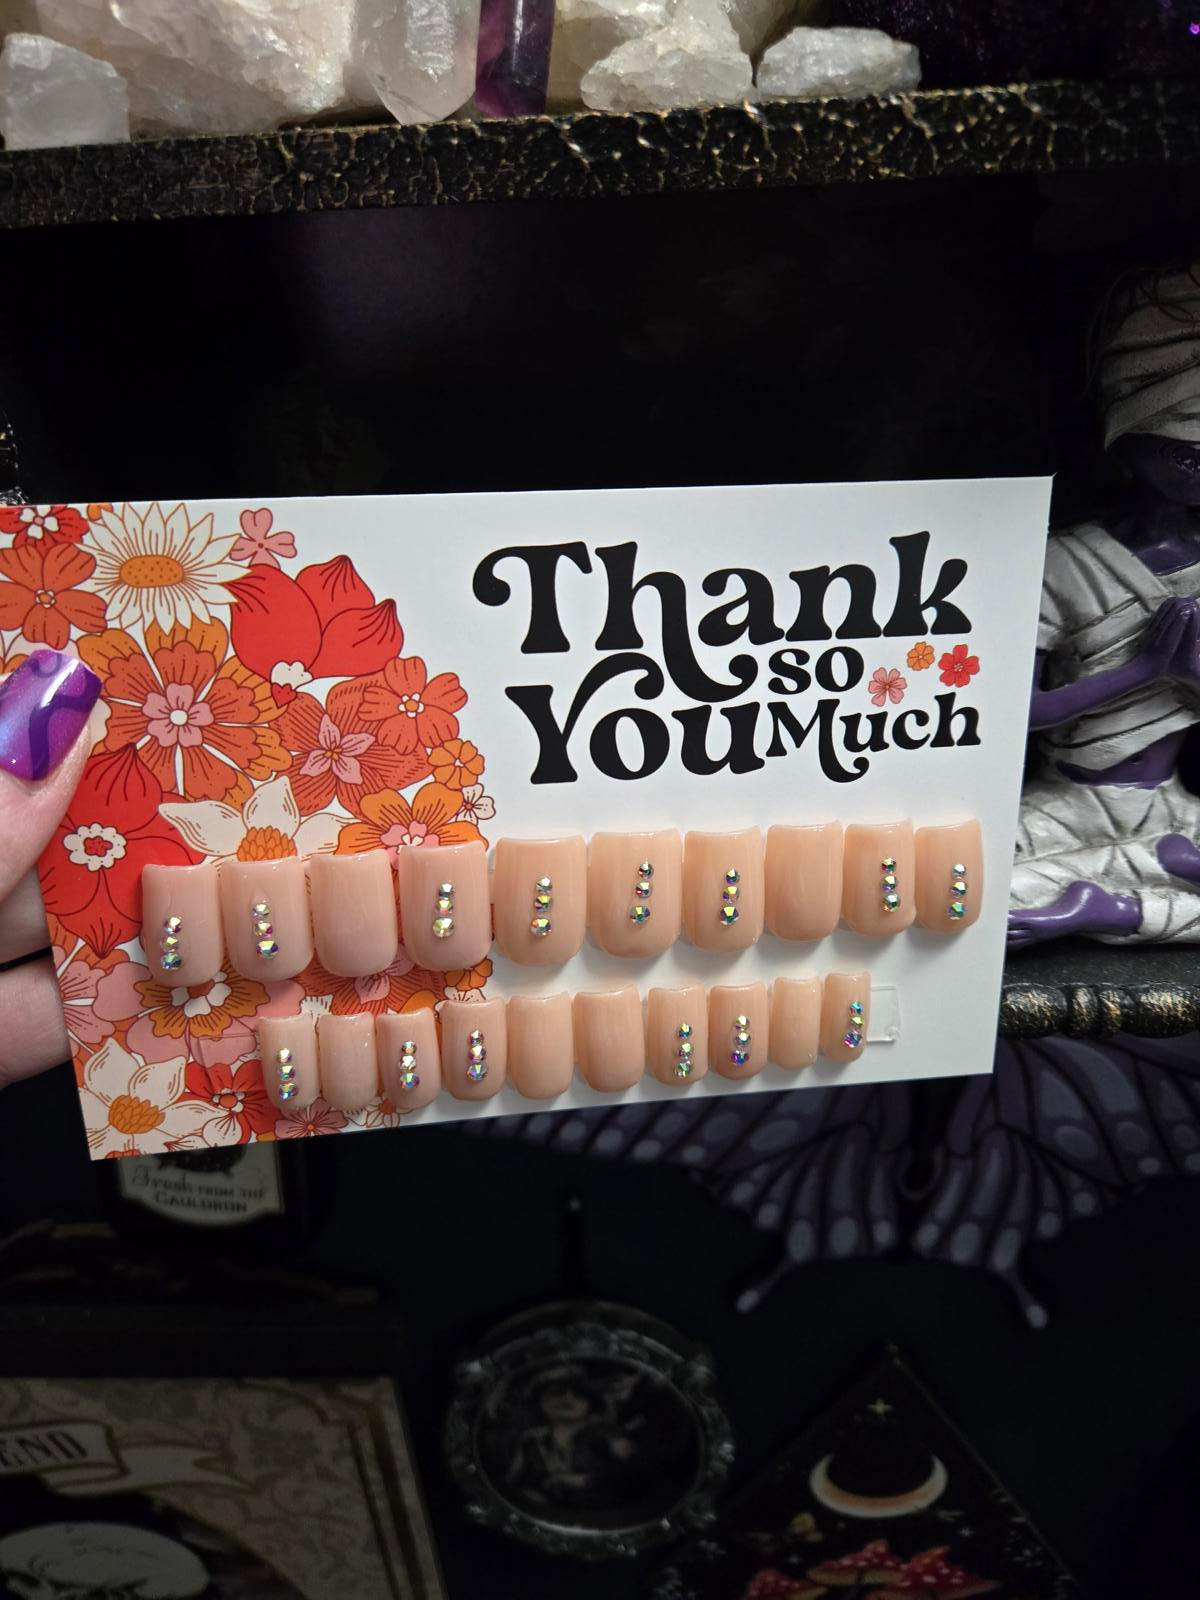 Thank
so
You Much
Fresh FROM THE
CAULDRON